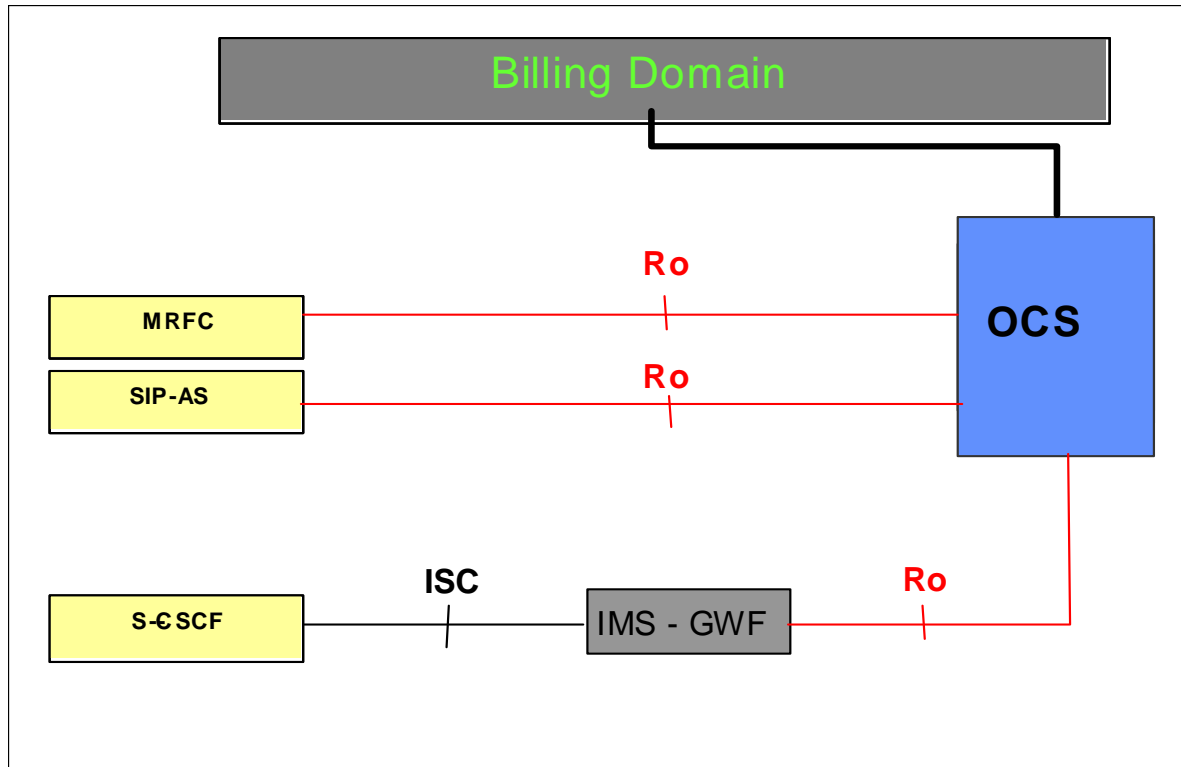 Billing Domain
Ro
MRFC
OCS
Ro
SIP-AS
ISC
Ro
S-CSCF
IMS - GWF